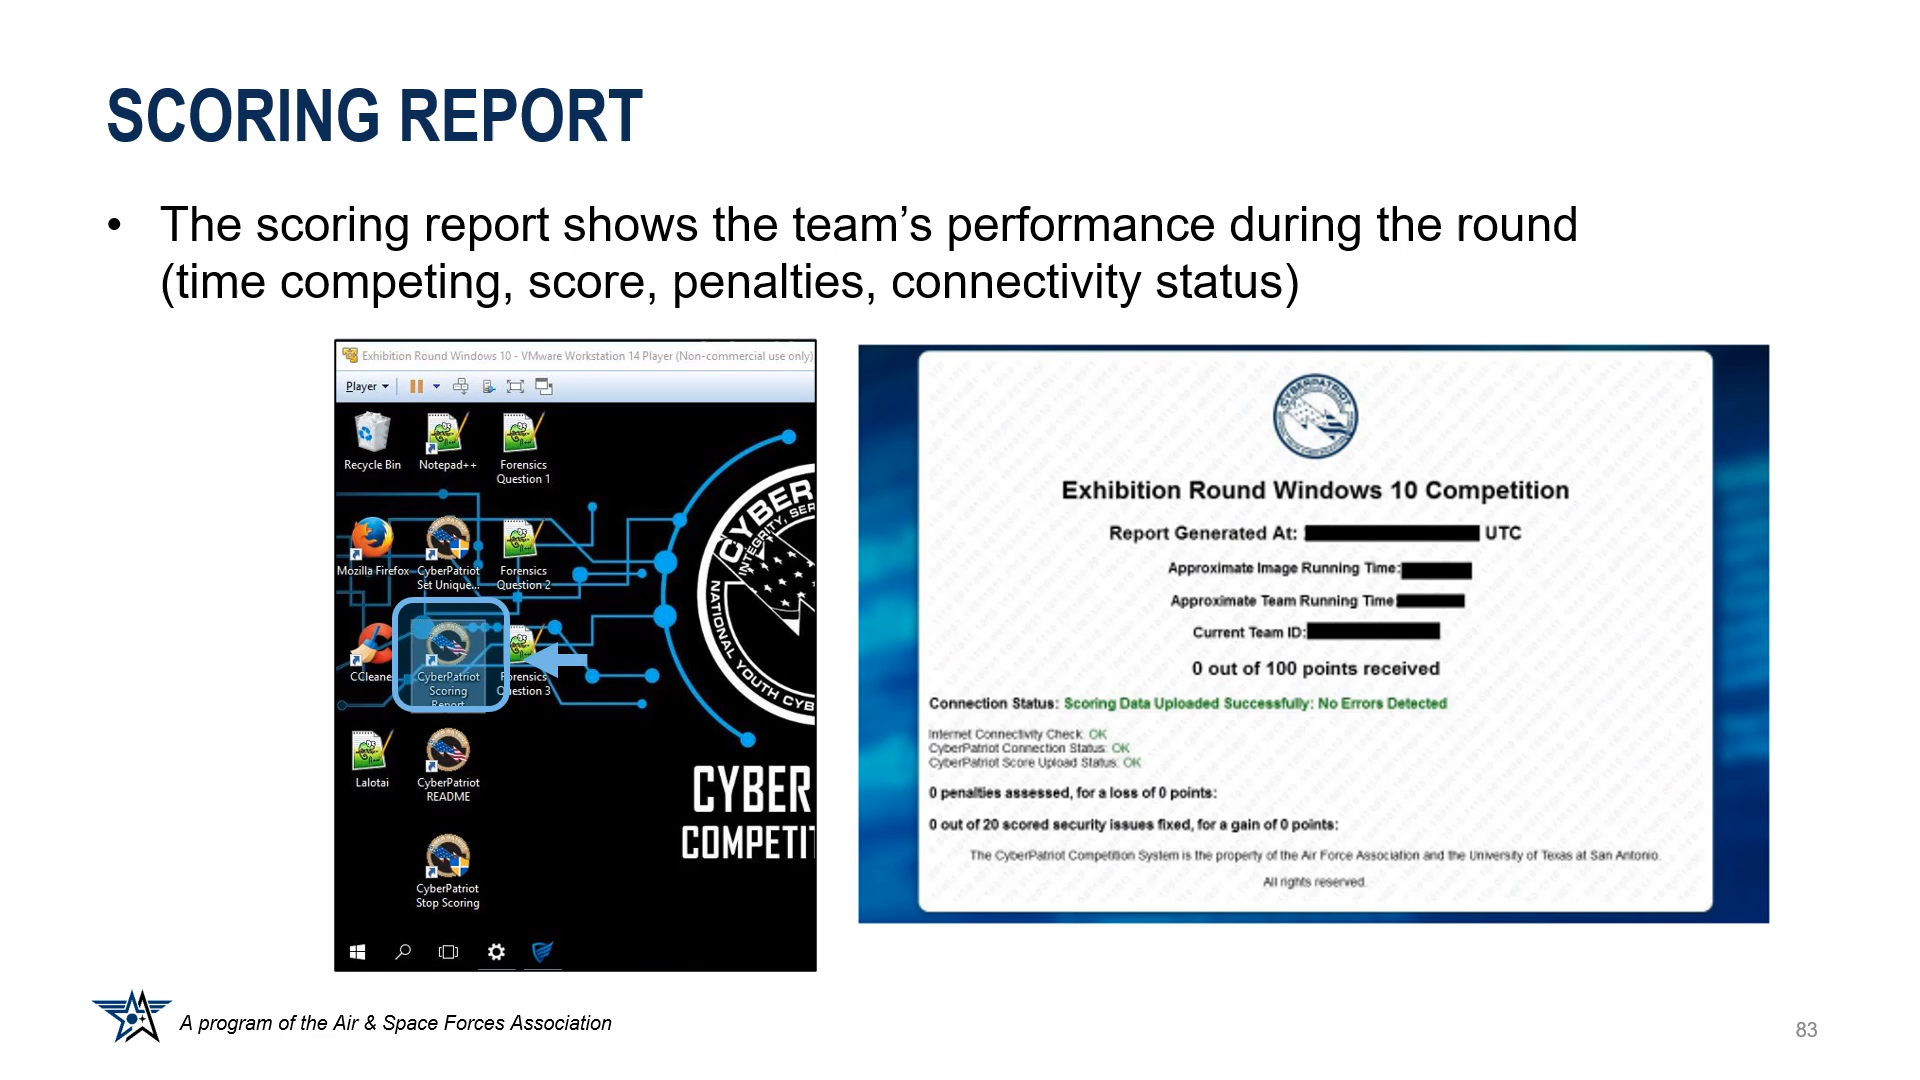 SCORING REPORT
• The scoring report shows the team’s performance during the round
(time competing, score, penalties, connectivity status)
Exhibition Round Windows 10 - VMware Workstation 14 Player (Non-commercial use only)
Player
Recycle Bin
Notepad++
Forensics
Question 1
Mozilla Firefox
CyberPatriot
Set Unique...
Forensics
Question 2
CCleane
CyberPatriot
Scoring
Report
Forensics
Question 3
Lalotai
CyberPatriot
README
CyberPatriot
Stop Scoring
CYBER
INTEGRITY, SER
NATIONAL YOUTH CYB
CYBER
COMPETI
CYBERPATRIOT
Exhibition Round Windows 10 Competition
Report Generated At: UTC
Approximate Image Running Time:
Approximate Team Running Time
Current Team ID:
0 out of 100 points received
Connection Status: Scoring Data Uploaded Successfully: No Errors Detected
Internet Connectivity Check: OK
CyberPatriot Connection Status: OK
CyberPatriot Score Upload Status: OK
0 penalties assessed, for a loss of 0 points:
0 out of 20 scored security issues fixed, for a gain of 0 points:
The CyberPatriot Competition System is the property of the Air Force Association and the University of Texas at San Antonio.
All rights reserved.
A program of the Air & Space Forces Association
83